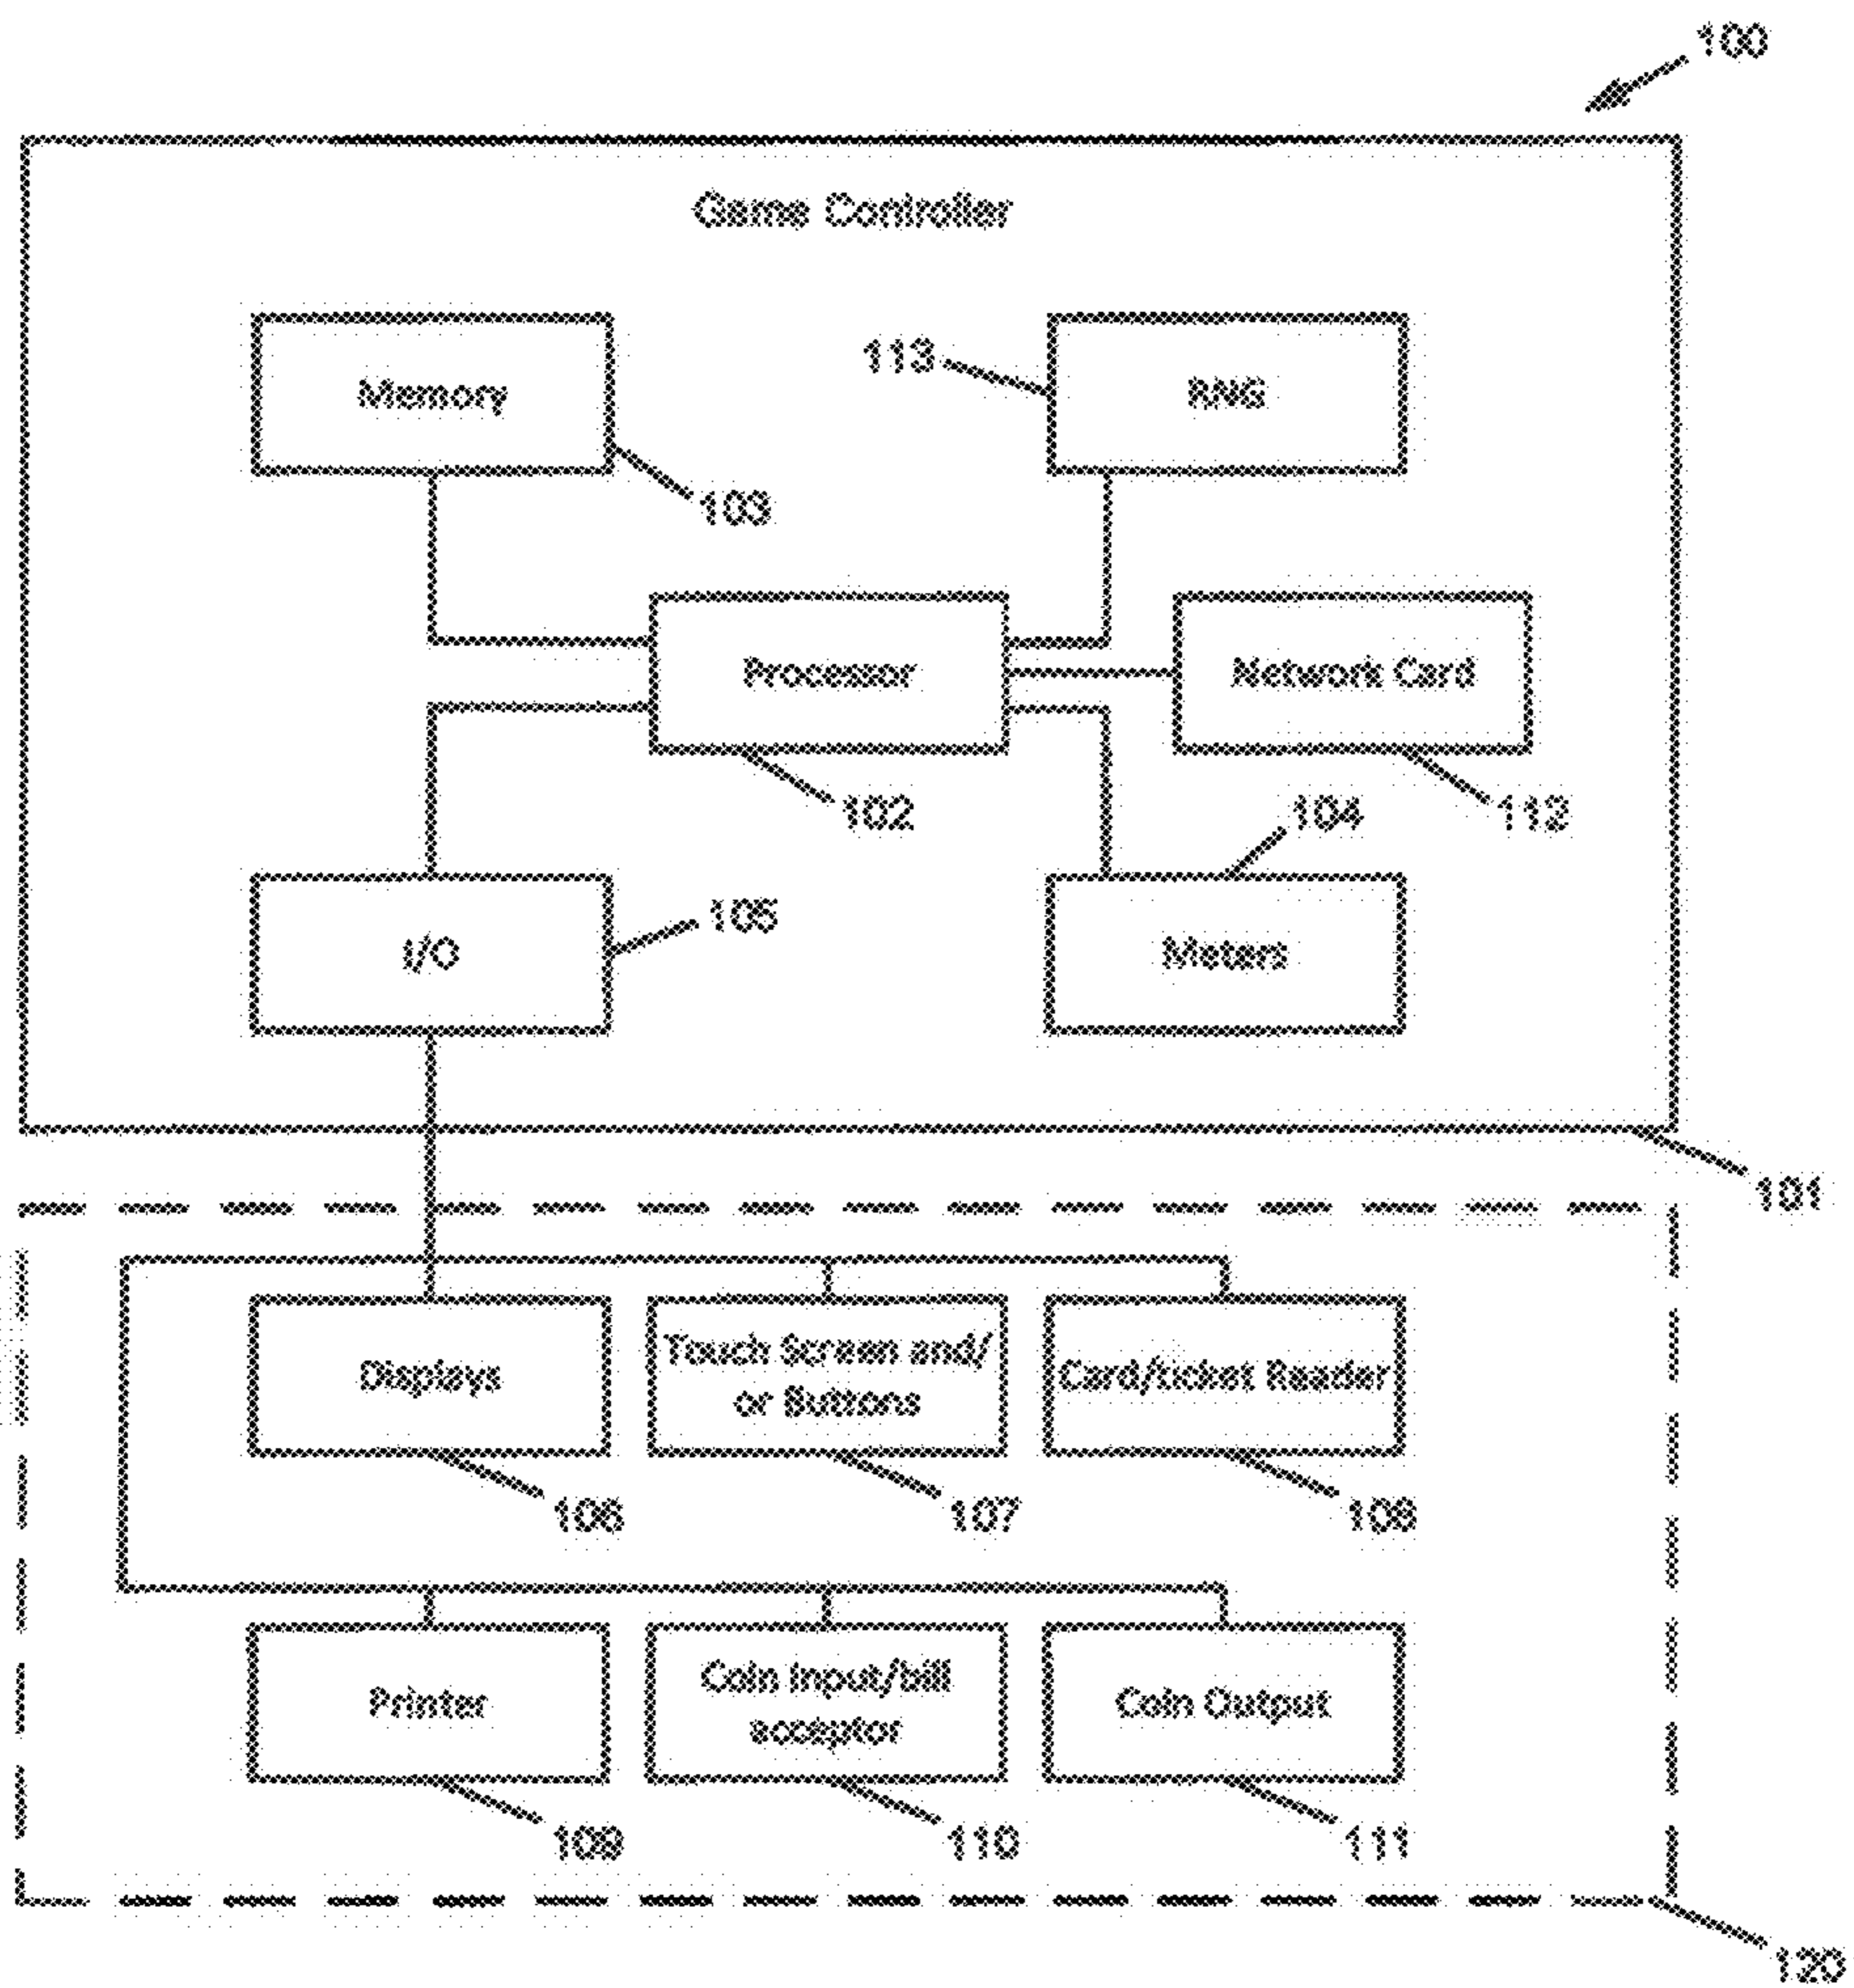 100
Game Controller
Memory
113
RNG
103
Processor
Network Card
102
104
112
I/O
105
Meters
101
Displays
Touch Screen and/
or Buttons
Card/ticket Reader
106
107
108
Printer
Coin Input/bill
acceptor
Coin Output
109
110
111
120